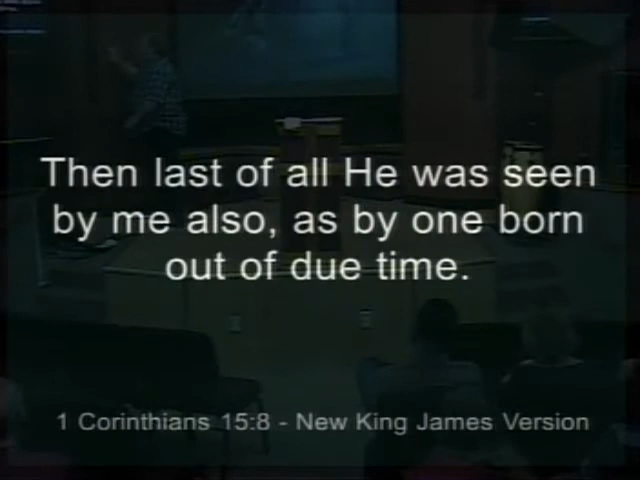 Then last of all He was seen
by me also, as by one born
out of due time.
1 Corinthians 15:8 - New King James Version